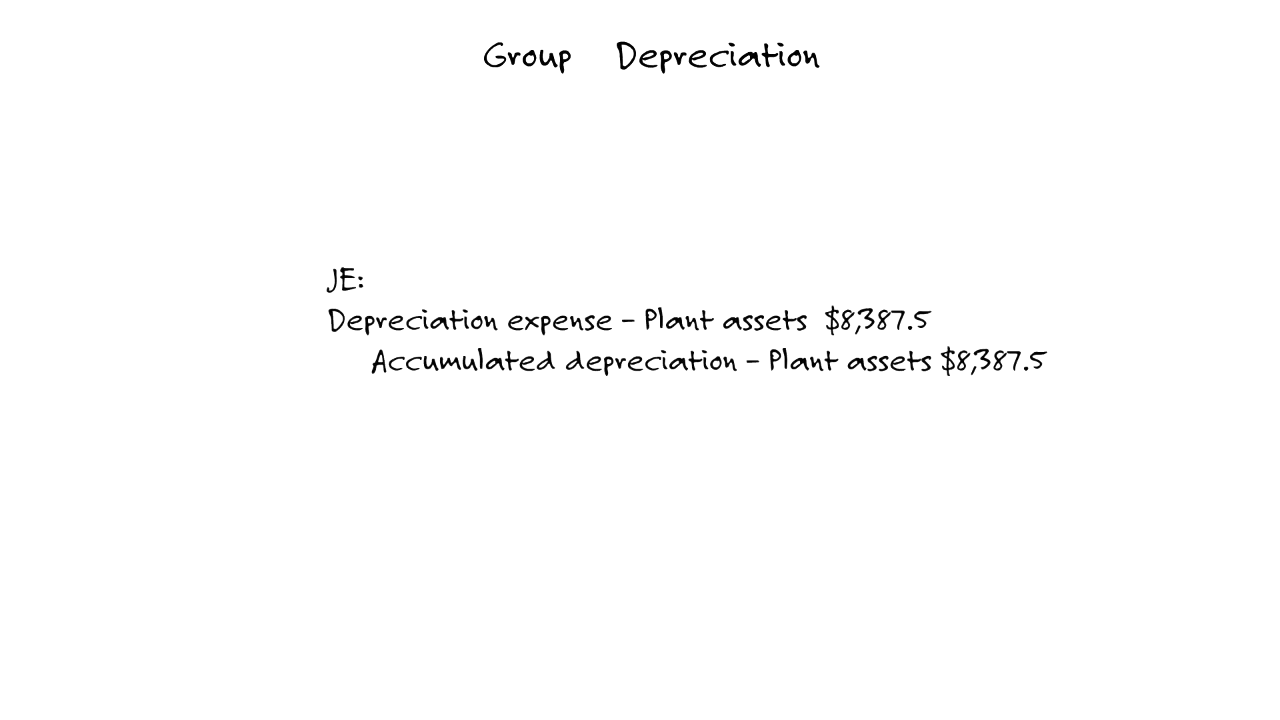 Group Depreciation
JE:
Depreciation expense - Plant assets $8,387.5
Accumulated depreciation - Plant assets $8,387.5